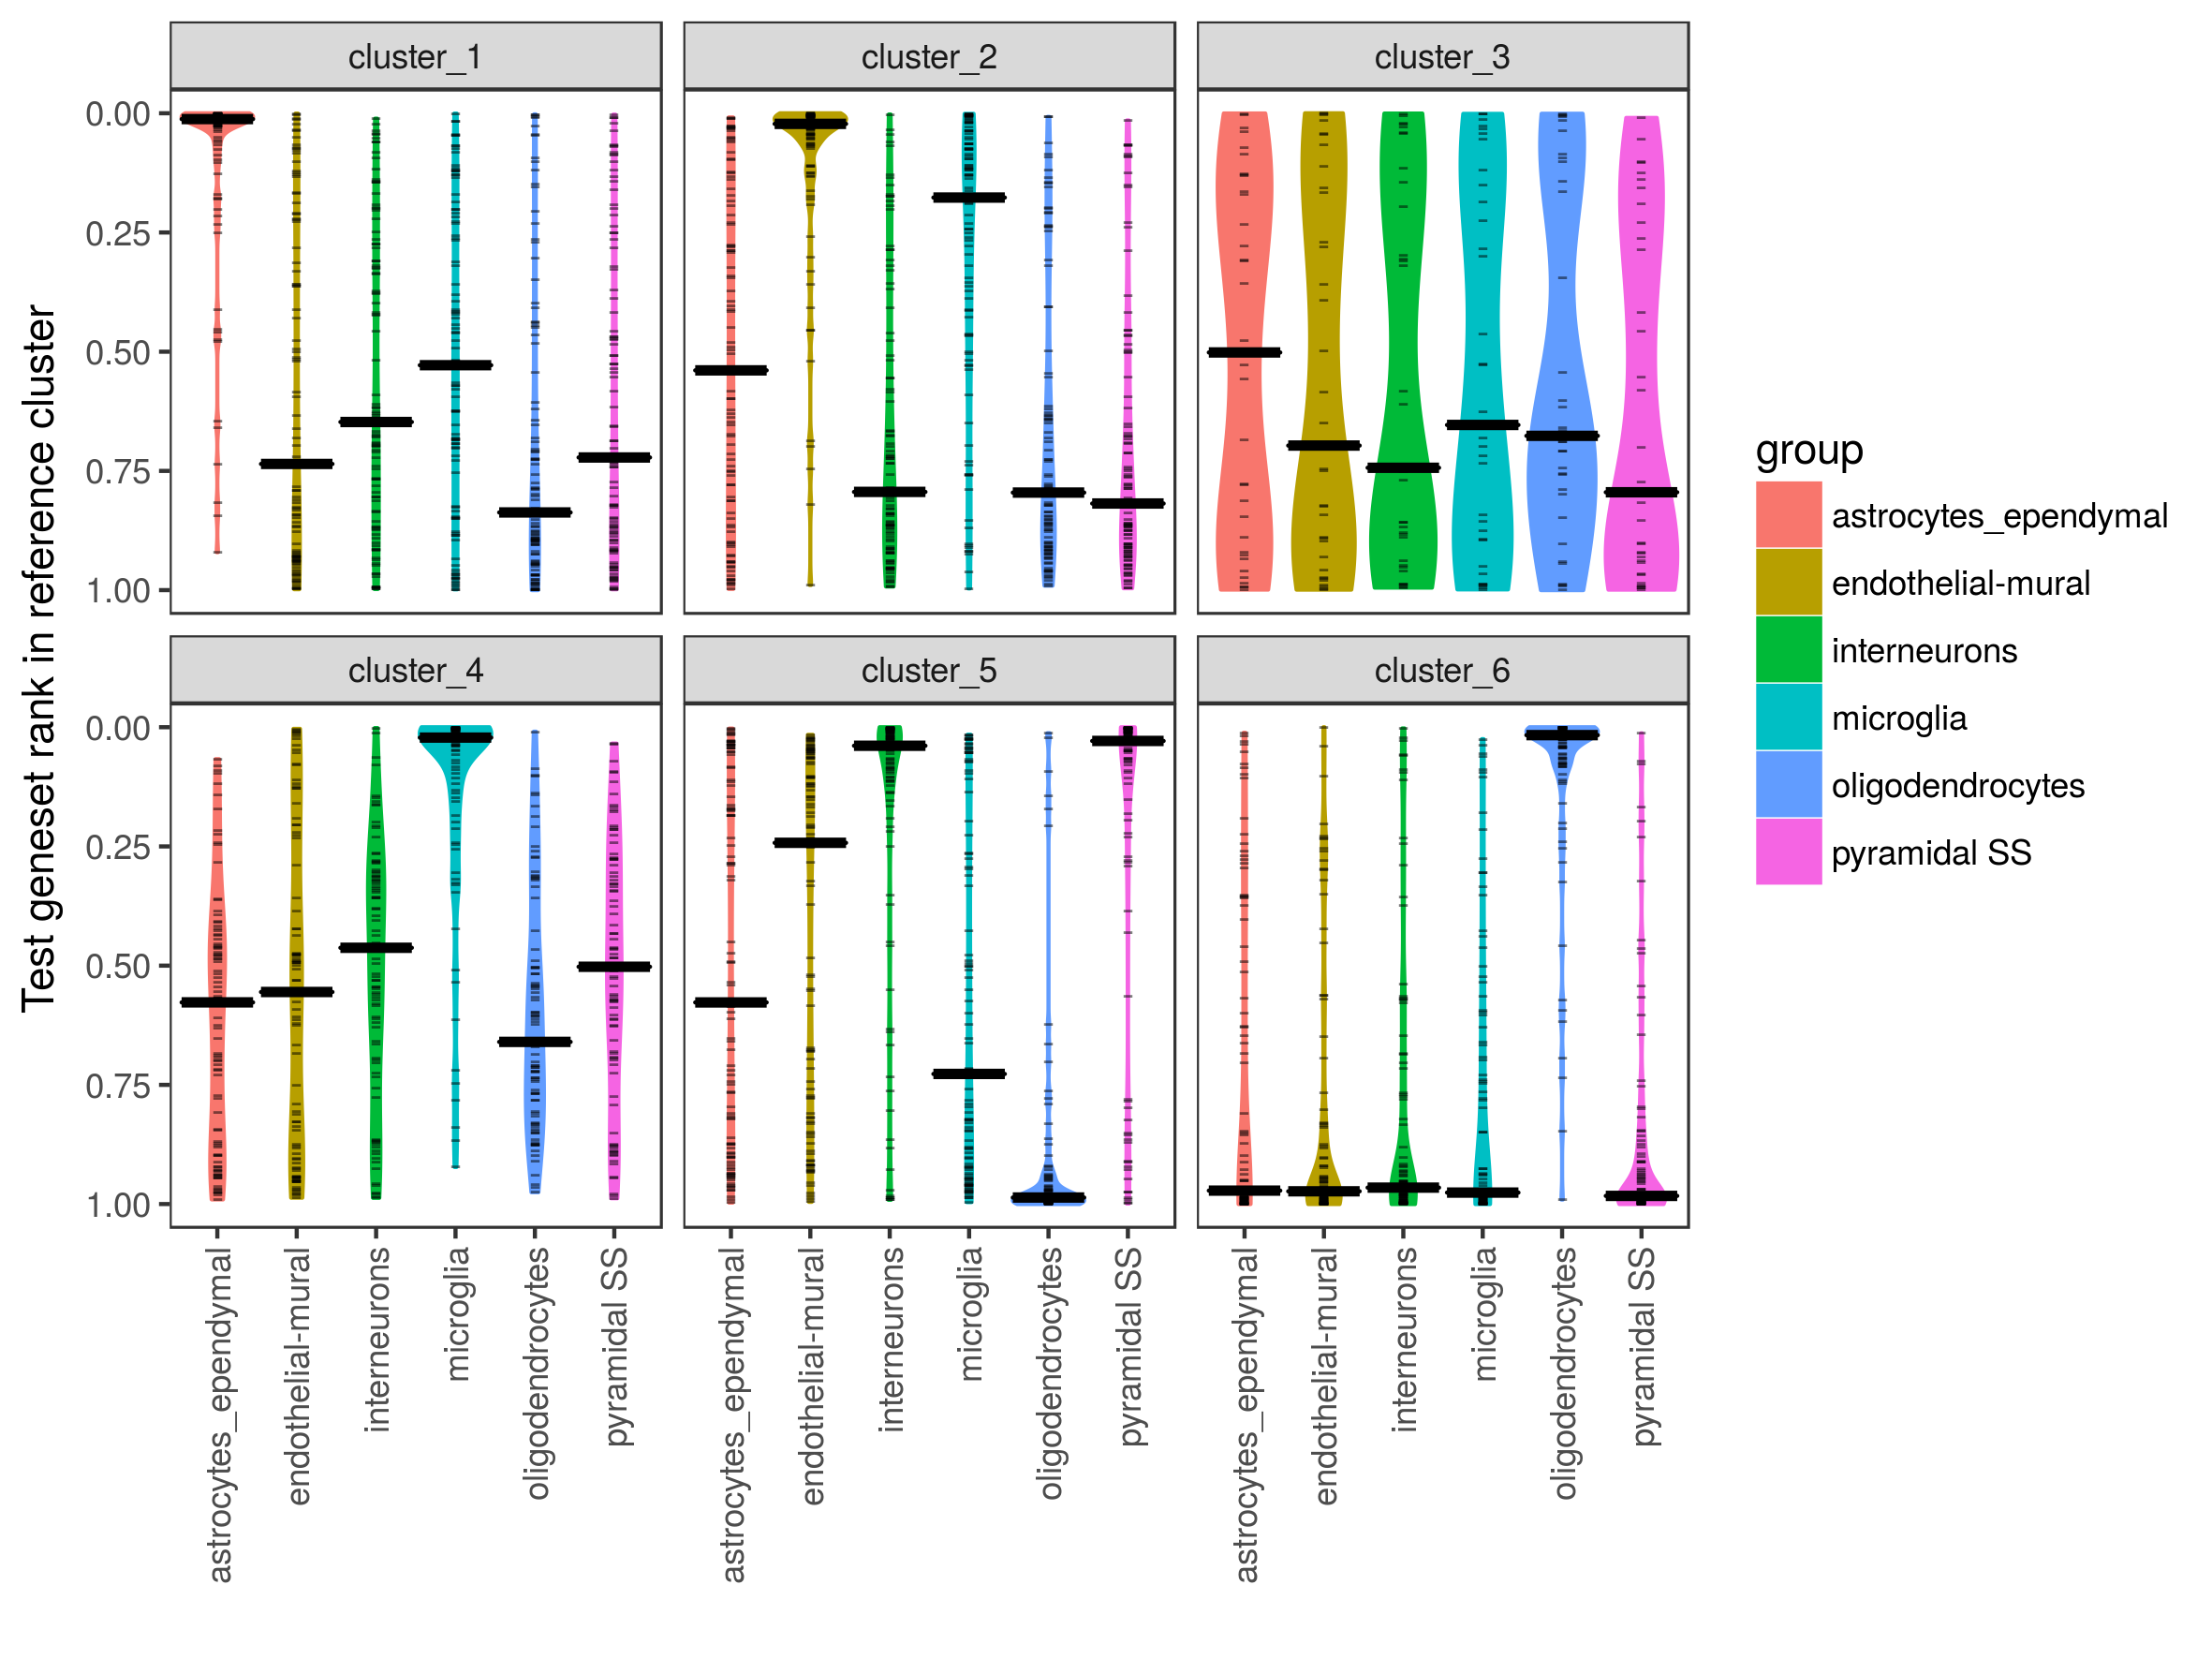 cluster_1
cluster_2
cluster_3
0.00
0.25
0.50
0.75
1.00
cluster_4
cluster_5
cluster_6
0.00
0.25
0.50
0.75
1.00
Test geneset rank in reference cluster
astrocytes_ependymal
endothelial-mural
interneurons
microglia
oligodendrocytes
pyramidal SS
astrocytes_ependymal
endothelial-mural
interneurons
microglia
oligodendrocytes
pyramidal SS
astrocytes_ependymal
endothelial-mural
interneurons
microglia
oligodendrocytes
pyramidal SS
group
astrocytes_ependymal
endothelial-mural
interneurons
microglia
oligodendrocytes
pyramidal SS